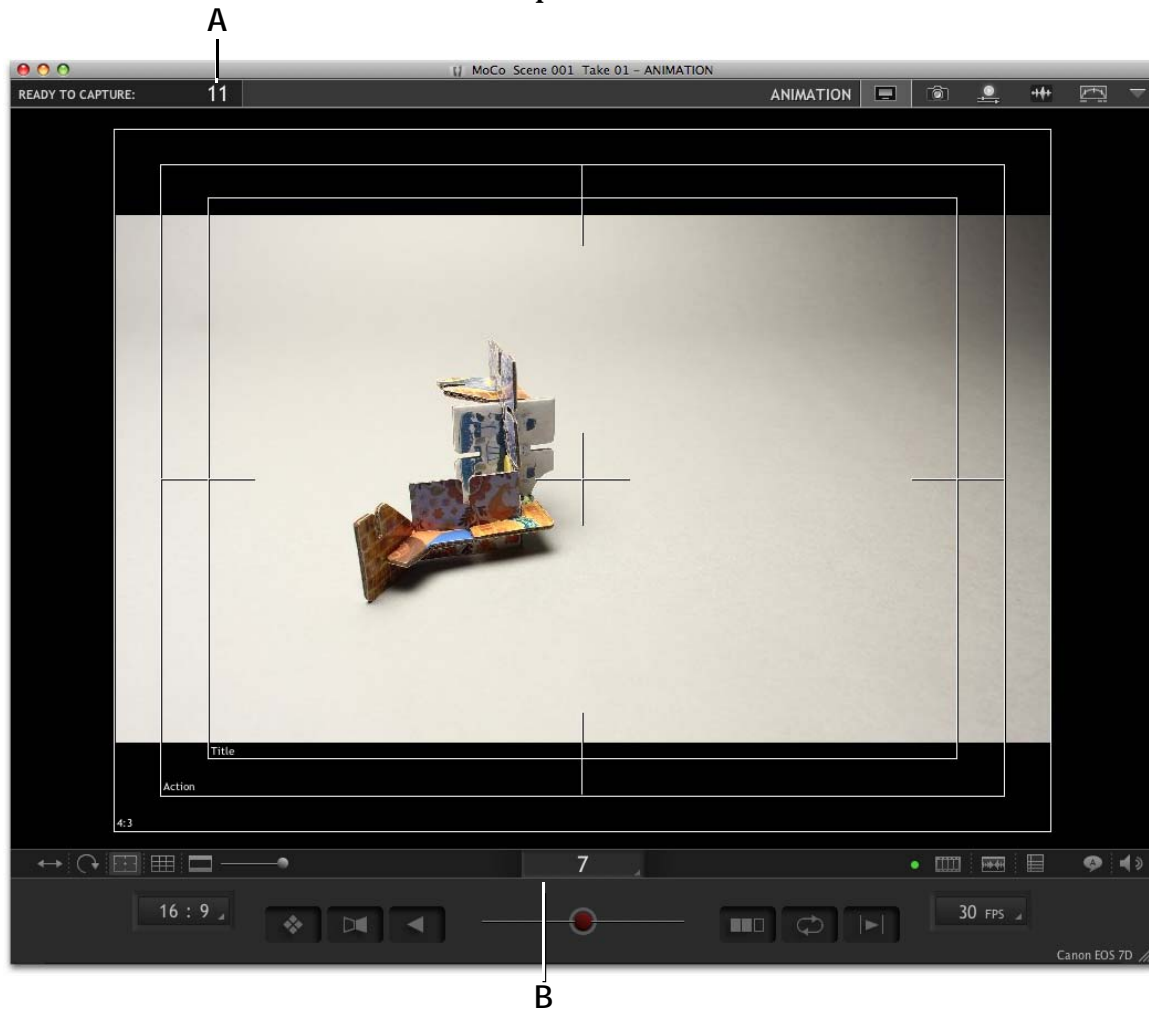 A
MoCo Scene 001 Take 01 – ANIMATION
READY TO CAPTURE: 11
ANIMATION
Title
Action
4:3
7
16 : 9
30 FPS
Canon EOS 7D
B